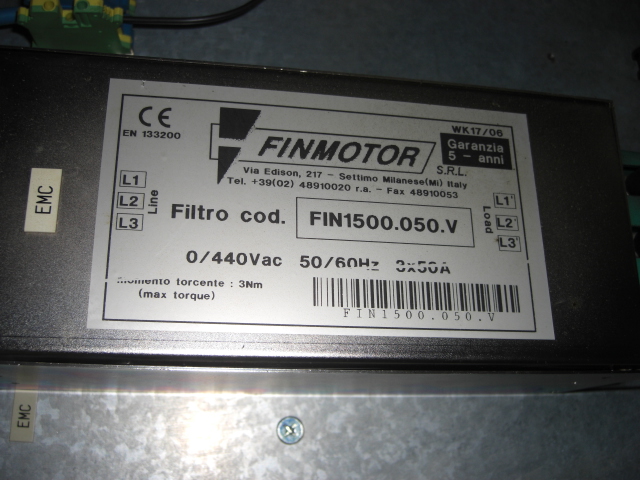 CE
EN 133200
FINMOTOR
S.R.L.
WK17/06
Garanzia
5 - anni
Via Edison, 217 - Settimo Milanese(Mi) Italy
Tel. +39(02) 48910020 r.a. - Fax 48910053
L1
L2
L3
Line
Filtro cod. FIN1500.050.V
Load
L1'
L2'
L3'
0/440Vac 50/60Hz 3x50A
Momento torcente : 3Nm
(max torque)
FIN1500.050.V
EMC
EMC